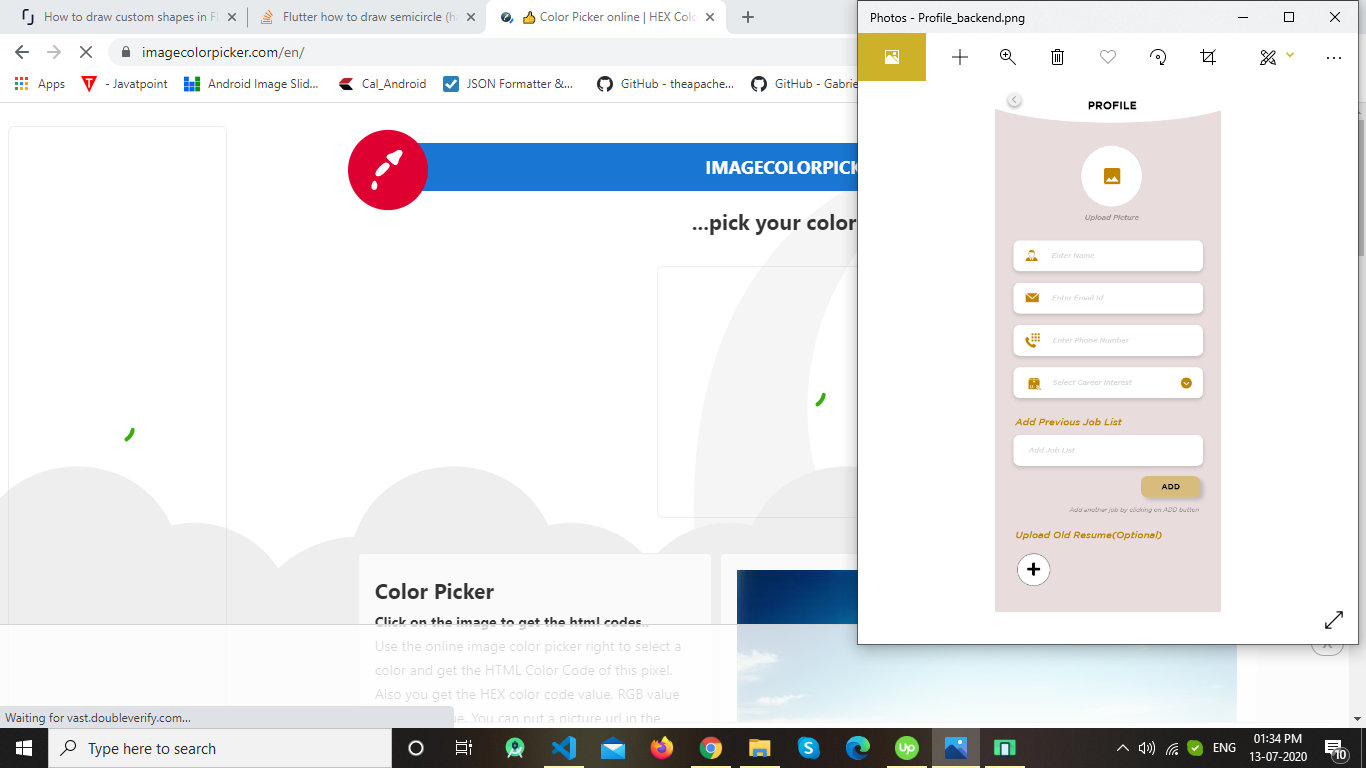 How to draw custom shapes in Fl
Flutter how to draw semicircle (ha
Color Picker online | HEX Colo
imagecolorpicker.com/en/
Apps
- Javatpoint
Android Image Slid...
Cal_Android
JSON Formatter &...
GitHub - theapache...
GitHub - Gabrie
IMAGECOLORPICK
...pick your color
Color Picker
Click on the image to get the html codes..
Use the online image color picker right to select a
color and get the HTML Color Code of this pixel.
Also you get the HEX color code value, RGB value
ue. You can put a picture url in the
Waiting for vast.doubleverify.com...
Photos - Profile_backend.png
PROFILE
Upload Picture
Enter Name
Enter Email Id
Enter Phone Number
Select Career Interest
Add Previous Job List
Add Job List
ADD
Add another job by clicking on ADD button
Upload Old Resume(Optional)
Type here to search
ENG
01:34 PM
13-07-2020
10